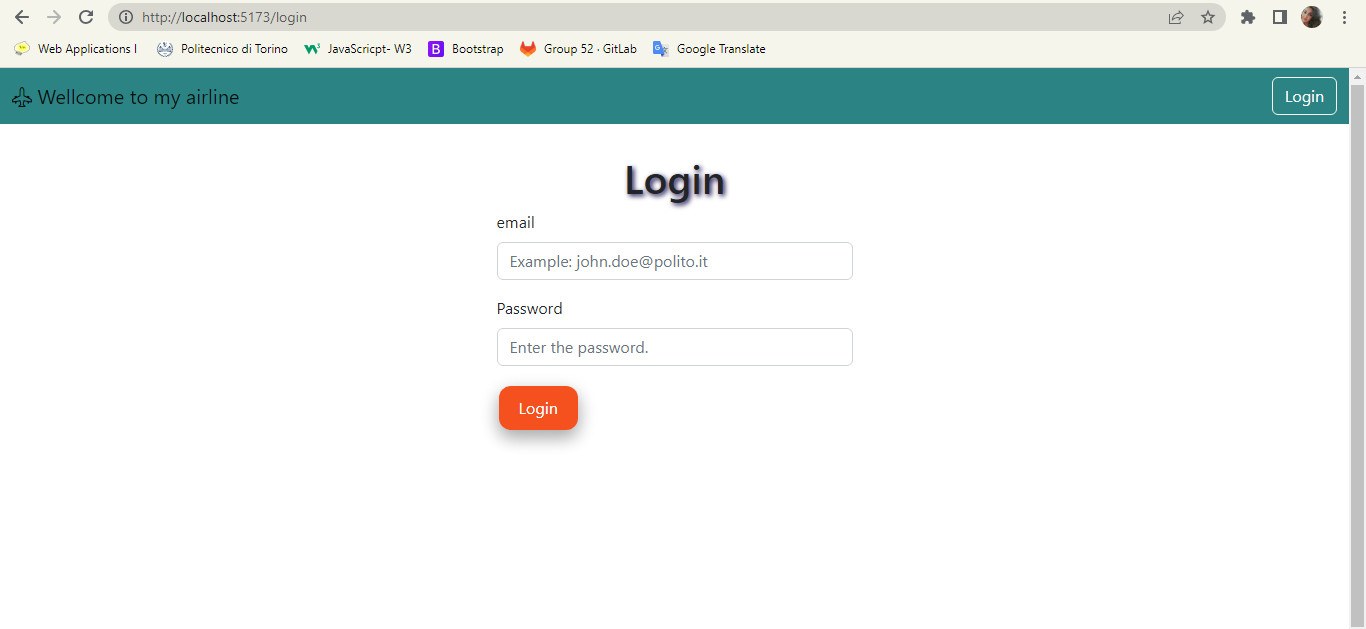 http://localhost:5173/login
Web Applications I Politecnico di Torino W³ JavaScricpt- W3 B Bootstrap Group 52 · GitLab G Google Translate
Wellcome to my airline Login
Login
email
Example: john.doe@polito.it
Password
Enter the password.
Login